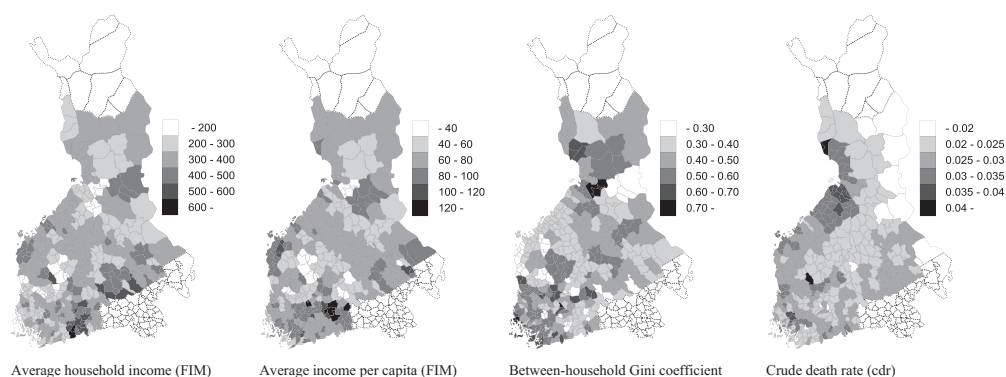 - 200
200 - 300
300 - 400
400 - 500
500 - 600
600 -
Average household income (FIM)
- 40
40 - 60
60 - 80
80 - 100
100 - 120
120 -
Average income per capita (FIM)
- 0.30
0.30 - 0.40
0.40 - 0.50
0.50 - 0.60
0.60 - 0.70
0.70 -
Between-household Gini coefficient
- 0.02
0.02 - 0.025
0.025 - 0.03
0.03 - 0.035
0.035 - 0.04
0.04 -
Crude death rate (cdr)